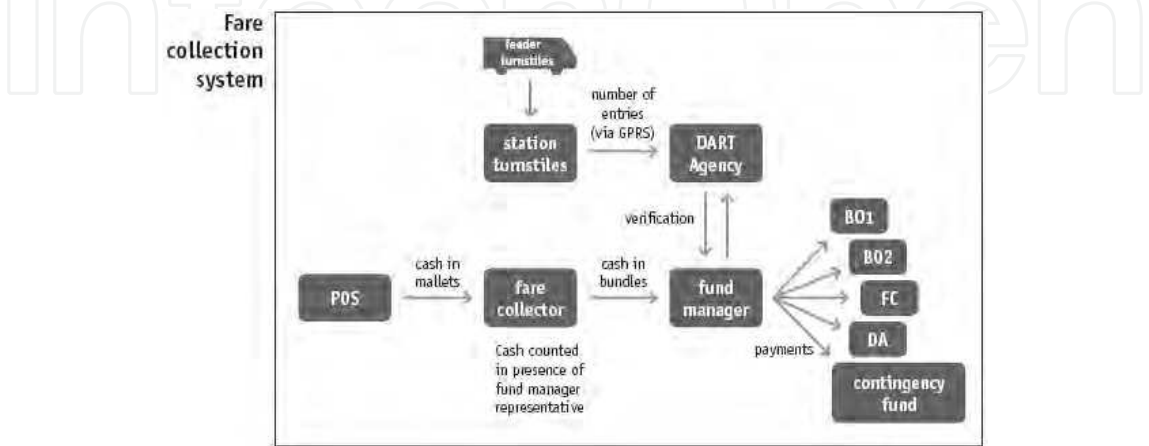 Fare
collection
system
feeder
turnstiles
number of
entries
(via GPRS)
station
turnstiles
DART
Agency
verification
BO1
BO2
FC
DA
contingency
fund
payments
POS
cash in
mallets
fare
collector
cash in
bundles
fund
manager
Cash counted
in presence of
fund manager
representative